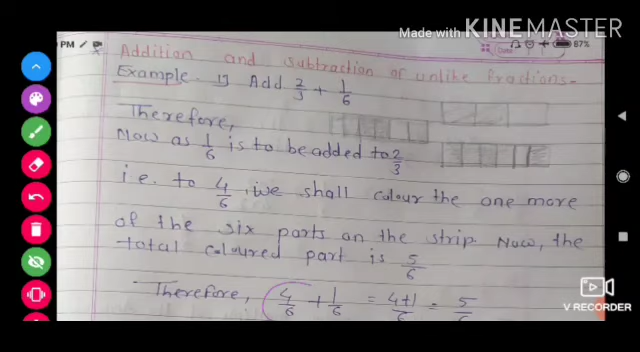 Made with KINEMASTER
PM
87%
Date
Addition and subtraction of unlike fractions-
Example - 1) Add 2/3 + 1/6
Therefore,
Now as 1/6 is to be added to 2/3
i.e. to 4/6, we shall colour the one more
of the six parts on the strip. Now, the
total coloured part is 5/6
Therefore, 4/6 + 1/6 = 4+1/6 = 5/6
V RECORDER